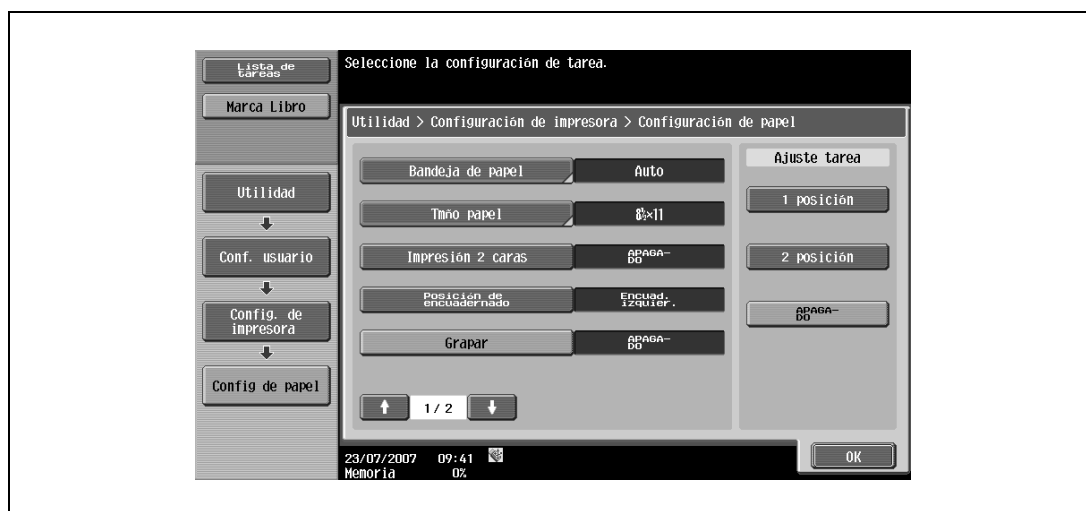 Lista de
tareas
Marca Libro
Utilidad
Conf. usuario
Config. de
impresora
Config de papel
Seleccione la configuración de tarea.
Utilidad > Configuración de impresora > Configuración de papel
Bandeja de papel
Auto
Tmño papel
8½×11
Impresión 2 caras
APAGA-
DO
Posición de
encuadernado
Encuad.
izquier.
Grapar
APAGA-
DO
1/2
Ajuste tarea
1 posición
2 posición
APAGA-
DO
23/07/2007 09:41
Memoria 0%
OK